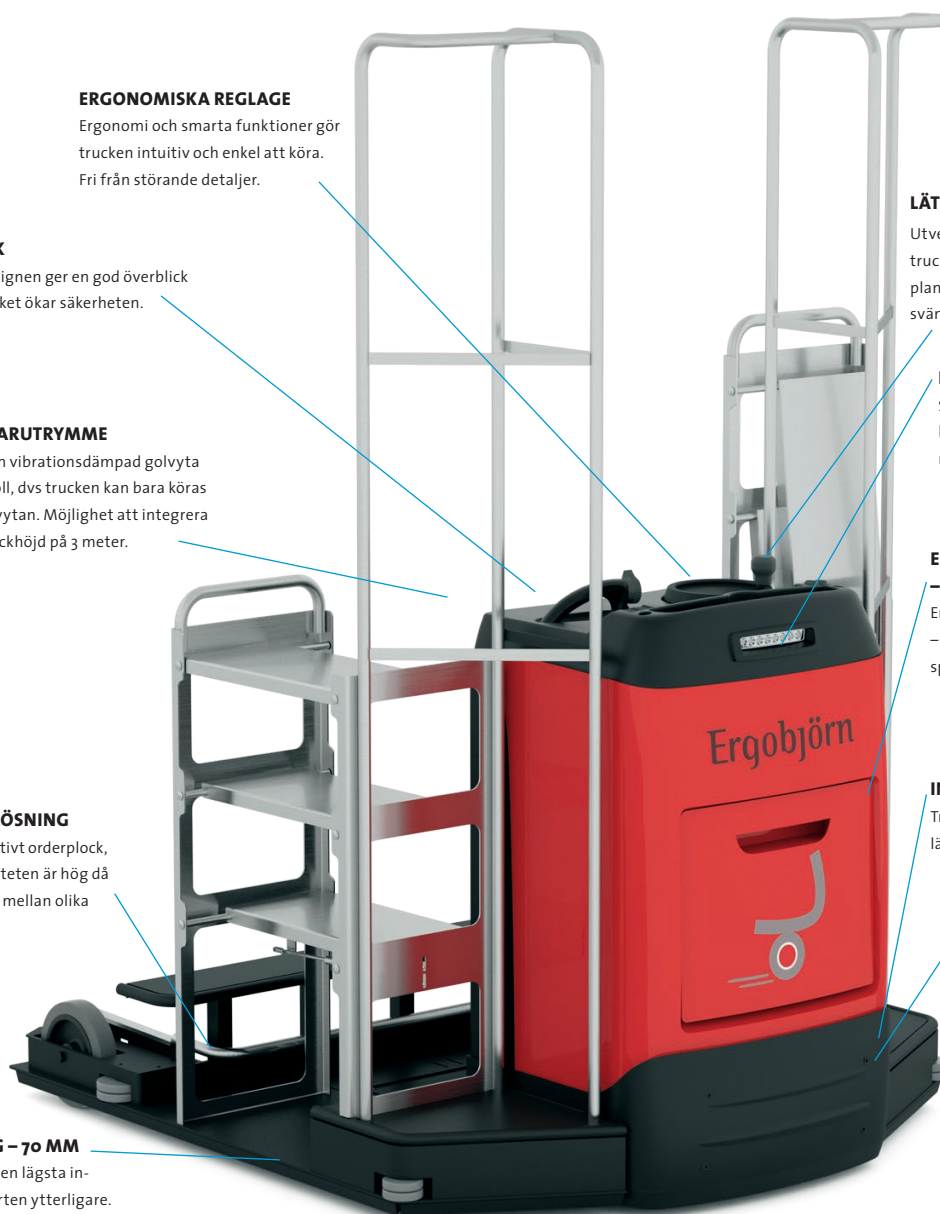 ERGONOMISKA REGLAGE
Ergonomi och smarta funktioner gör
trucken intuitiv och enkel att köra.
Fri från störande detaljer.
ignen ger en god överblick
ket ökar säkerheten.
ARUTRYMME
n vibrationsdämpad golvyta
öll, dvs trucken kan bara köras
vytan. Möjlighet att integrera
ckhöjd på 3 meter.
ÖSNING
tivt orderplock,
teten är hög då
mellan olika
G – 70 MM
en lägsta in-
rten ytterligare.
LÄT
Utve
truc
plan
svär
E
–
Er
–
sp
IN
Tr
lä
Ergobjörn